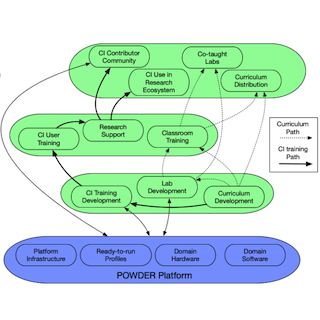 CI Contributor
Community
Co-taught
Labs
CI Use in
Research
Ecosystem
Curriculum
Distribution
CI User
Training
Research
Support
Classroom
Training
Curriculum
Path
CI training
Path
CI Training
Development
Lab
Development
Curriculum
Development
Platform
Infrastructure
Ready-to-run
Profiles
Domain
Hardware
Domain
Software
POWDER Platform